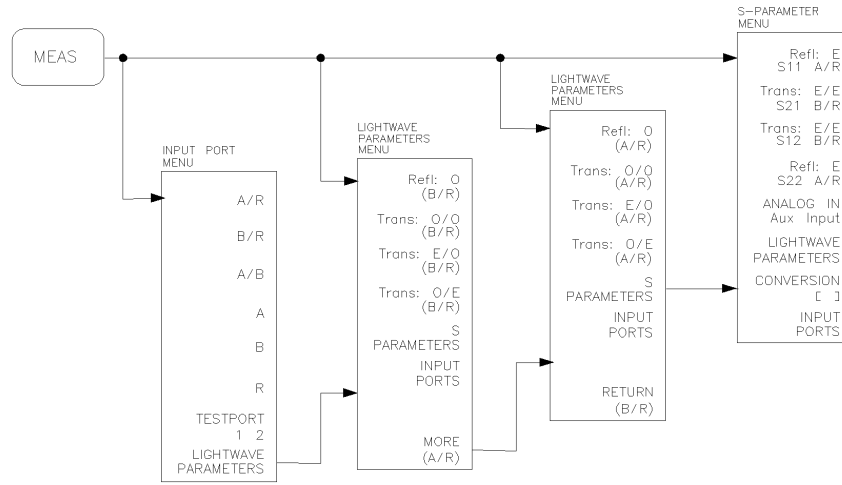 MEAS
INPUT PORT
MENU
A/R
B/R
A/B
A
B
R
TESTPORT
1 2
LIGHTWAVE
PARAMETERS
LIGHTWAVE
PARAMETERS
MENU
Refl: O
(B/R)
Trans: O/O
(B/R)
Trans: E/O
(B/R)
Trans: O/E
(B/R)
S
PARAMETERS
INPUT
PORTS
MORE
(A/R)
LIGHTWAVE
PARAMETERS
MENU
Refl: O
(A/R)
Trans: O/O
(A/R)
Trans: E/O
(A/R)
Trans: O/E
(A/R)
S
PARAMETERS
INPUT
PORTS
RETURN
(B/R)
S-PARAMETER
MENU
Refl: E
S11 A/R
Trans: E/E
S21 B/R
Trans: E/E
S12 B/R
Refl: E
S22 A/R
ANALOG IN
Aux Input
LIGHTWAVE
PARAMETERS
CONVERSION
[ ]
INPUT
PORTS